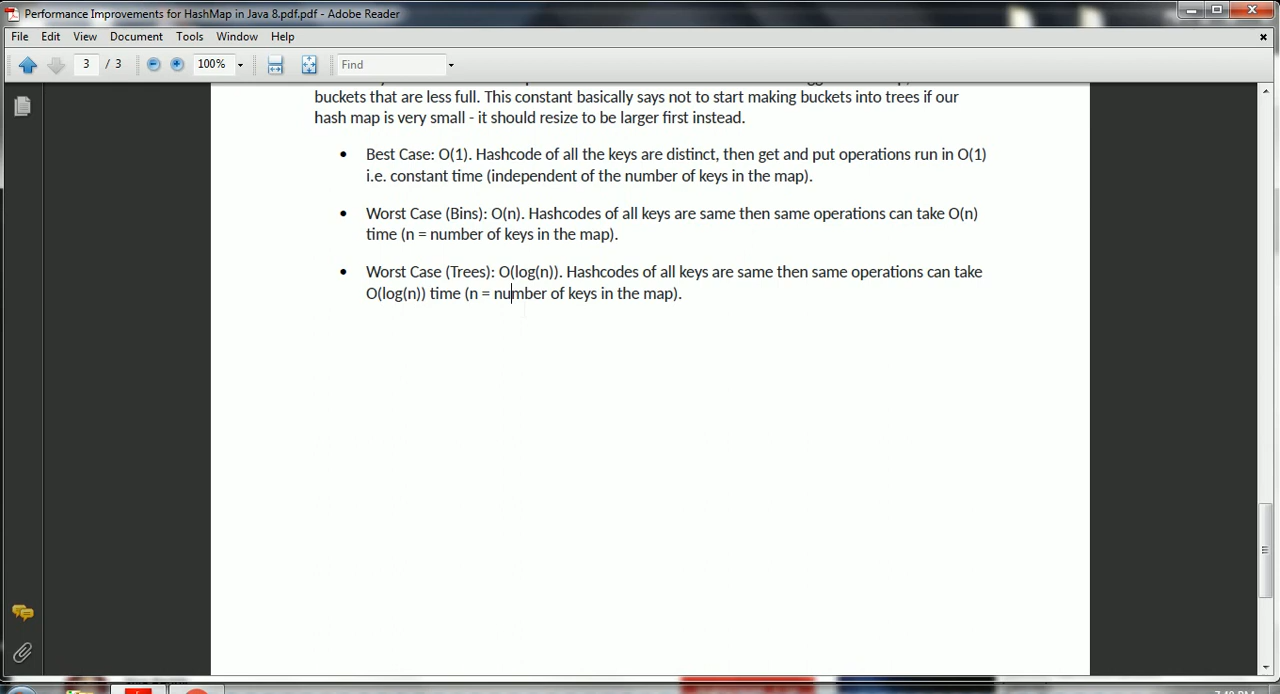 Performance Improvements for HashMap in Java 8.pdf.pdf - Adobe Reader
File Edit View Document Tools Window Help
3 / 3 100% Find
buckets that are less full. This constant basically says not to start making buckets into trees if our
hash map is very small - it should resize to be larger first instead.
• Best Case: O(1). Hashcode of all the keys are distinct, then get and put operations run in O(1)
i.e. constant time (independent of the number of keys in the map).
• Worst Case (Bins): O(n). Hashcodes of all keys are same then same operations can take O(n)
time (n = number of keys in the map).
• Worst Case (Trees): O(log(n)). Hashcodes of all keys are same then same operations can take
O(log(n)) time (n = number of keys in the map).